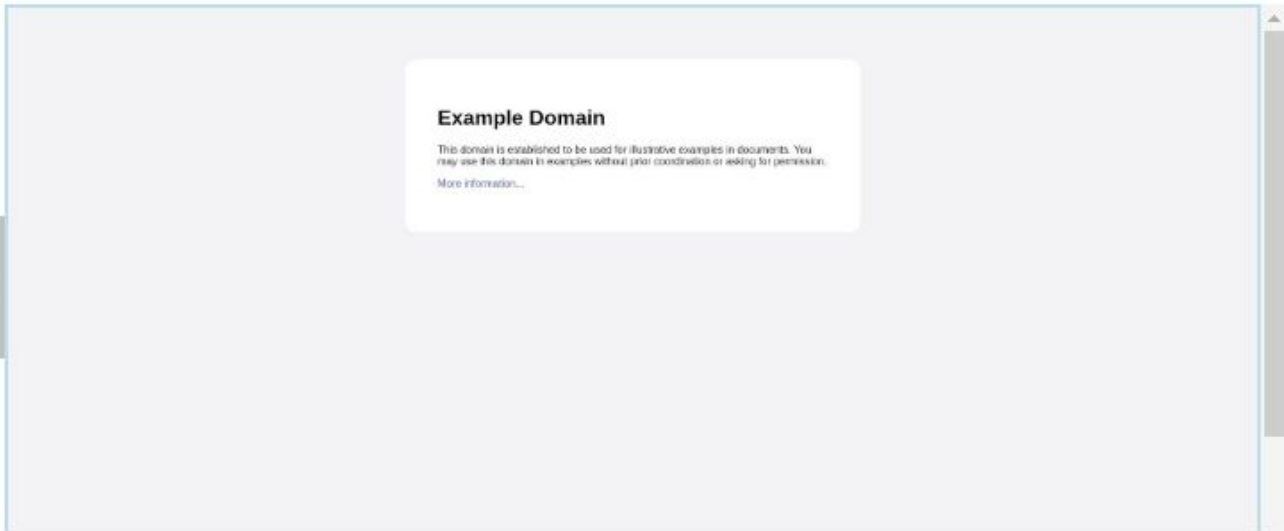 Example Domain
This domain is established to be used for illustrative examples in documents. You
may use this domain in examples without prior coordination or asking for permission.
More information...